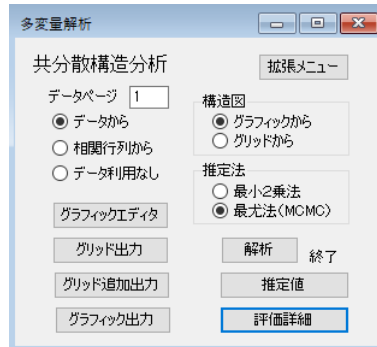 多変量解析
共分散構造分析
拡張メニュー
データページ 1
データから
相関行列から
データ利用なし
構造図
グラフィックから
グリッドから
推定法
最小2乗法
最尤法(MCMC)
グラフィックエディタ
グリッド出力
解析 終了
グリッド追加出力
推定値
グラフィック出力
評価詳細